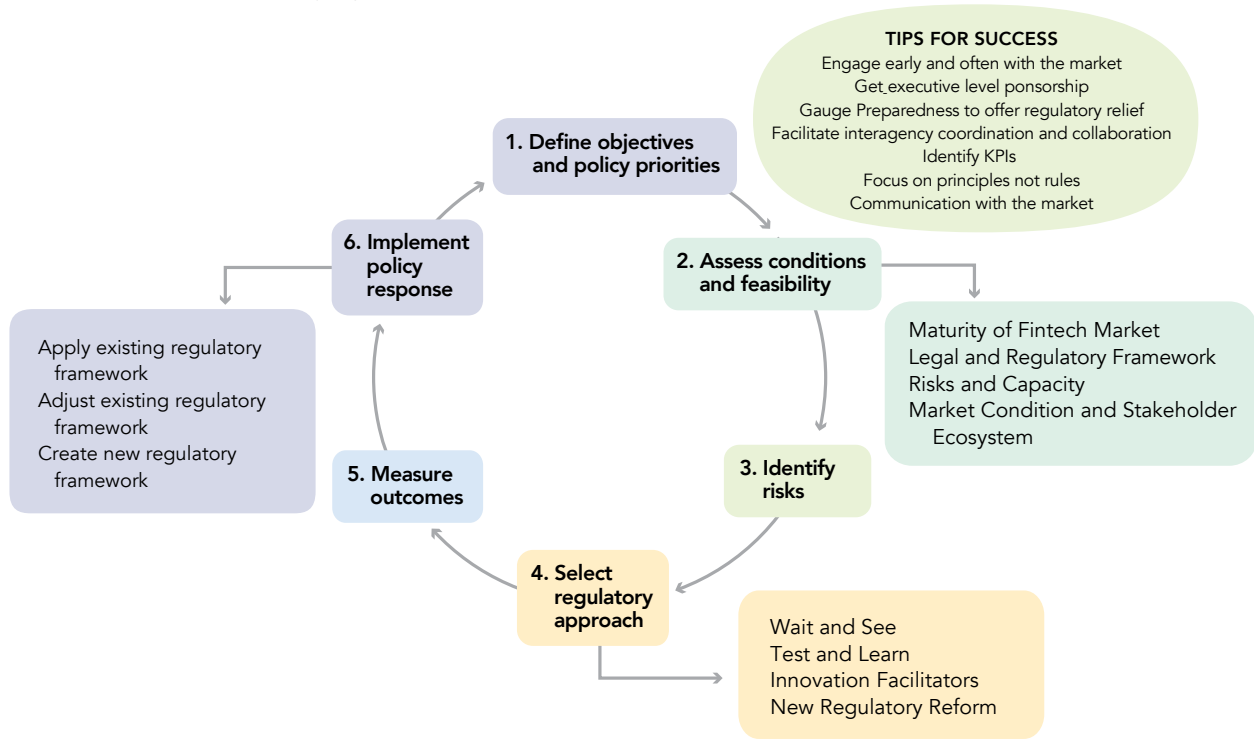 TIPS FOR SUCCESS
Engage early and often with the market
Get executive level ponsorship
Gauge Preparedness to offer regulatory relief
Facilitate interagency coordination and collaboration
Identify KPIs
Focus on principles not rules
Communication with the market
1. Define objectives
and policy priorities
2. Assess conditions
and feasibility
Maturity of Fintech Market
Legal and Regulatory Framework
Risks and Capacity
Market Condition and Stakeholder
Ecosystem
3. Identify
risks
4. Select
regulatory
approach
Wait and See
Test and Learn
Innovation Facilitators
New Regulatory Reform
5. Measure
outcomes
6. Implement
policy
response
Apply existing regulatory
framework
Adjust existing regulatory
framework
Create new regulatory
framework